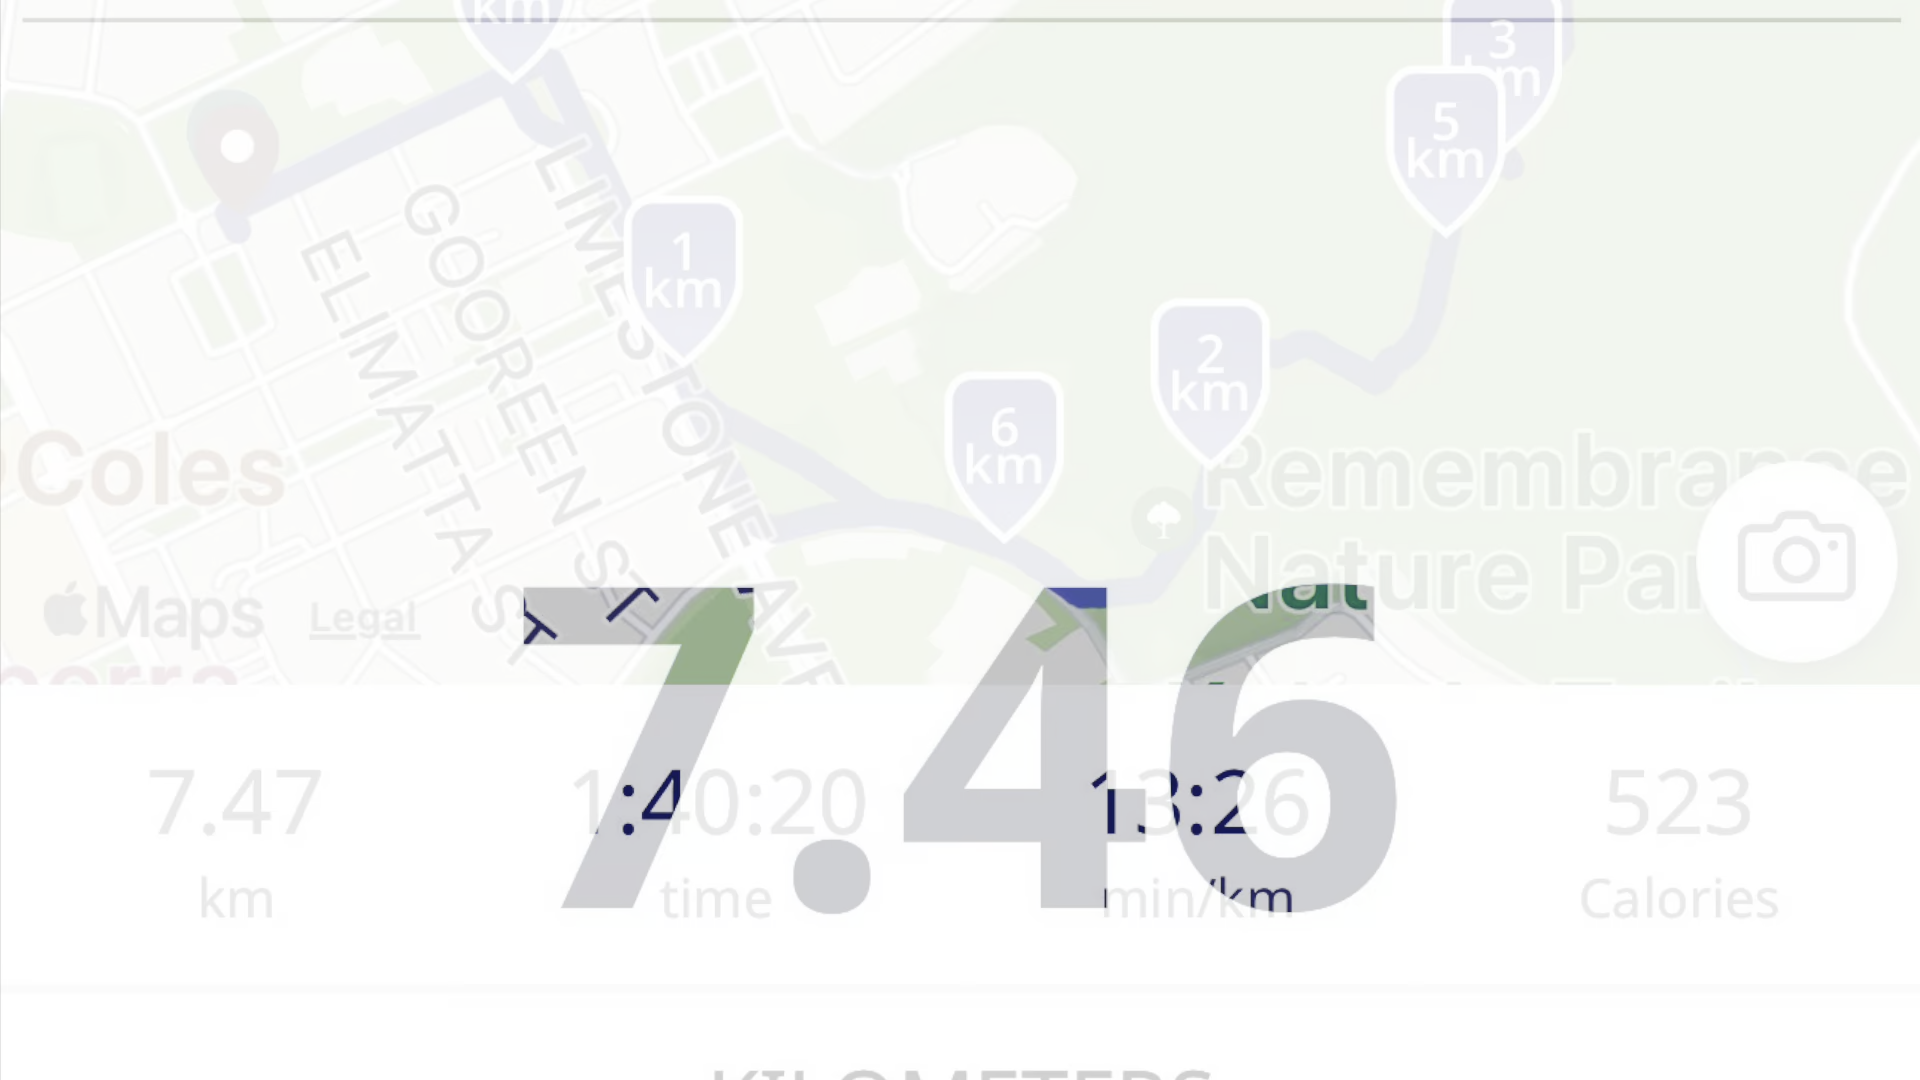 km
3
km
5
km
1
km
LIMESTONE AVE
GOOREEN ST
ELIMATTA ST
2
km
6
km
Coles
Remembrance
Nature Par
Maps
Legal
7.46
7.47
km
1:40:20
time
13:26
min/km
523
Calories
KILOMETERS